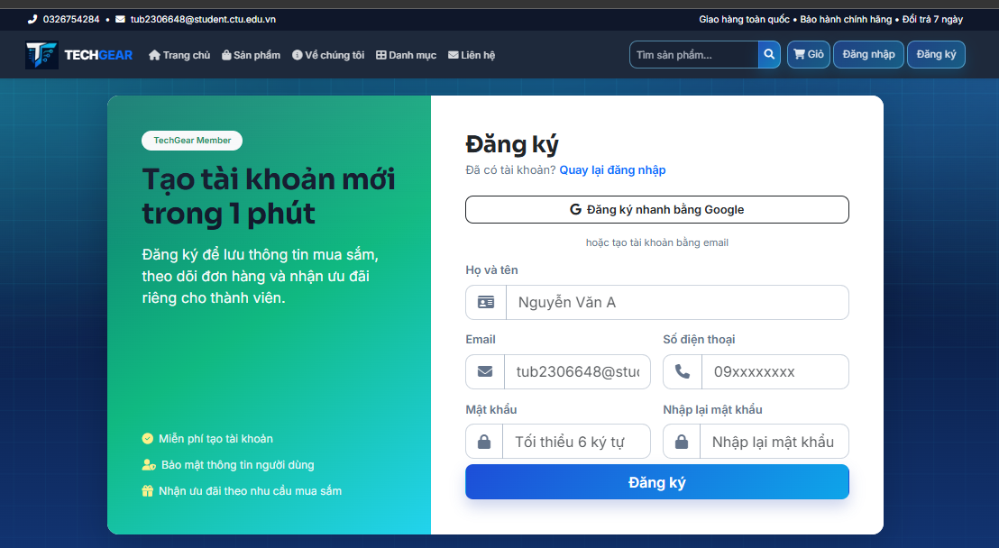 0326754284 • tub2306648@student.ctu.edu.vn
Giao hàng toàn quốc • Bảo hành chính hãng • Đổi trả 7 ngày
TECHGEAR
Trang chủ Sản phẩm Về chúng tôi Danh mục Liên hệ
Tìm sản phẩm...
Giỏ Đăng nhập Đăng ký
TechGear Member
Tạo tài khoản mới
trong 1 phút
Đăng ký để lưu thông tin mua sắm,
theo dõi đơn hàng và nhận ưu đãi
riêng cho thành viên.
Miễn phí tạo tài khoản
Bảo mật thông tin người dùng
Nhận ưu đãi theo nhu cầu mua sắm
Đăng ký
Đã có tài khoản? Quay lại đăng nhập
Đăng ký nhanh bằng Google
hoặc tạo tài khoản bằng email
Họ và tên
Nguyễn Văn A
Email
tub2306648@stuc
Số điện thoại
09xxxxxxxx
Mật khẩu
Tối thiểu 6 ký tự
Nhập lại mật khẩu
Nhập lại mật khẩu
Đăng ký